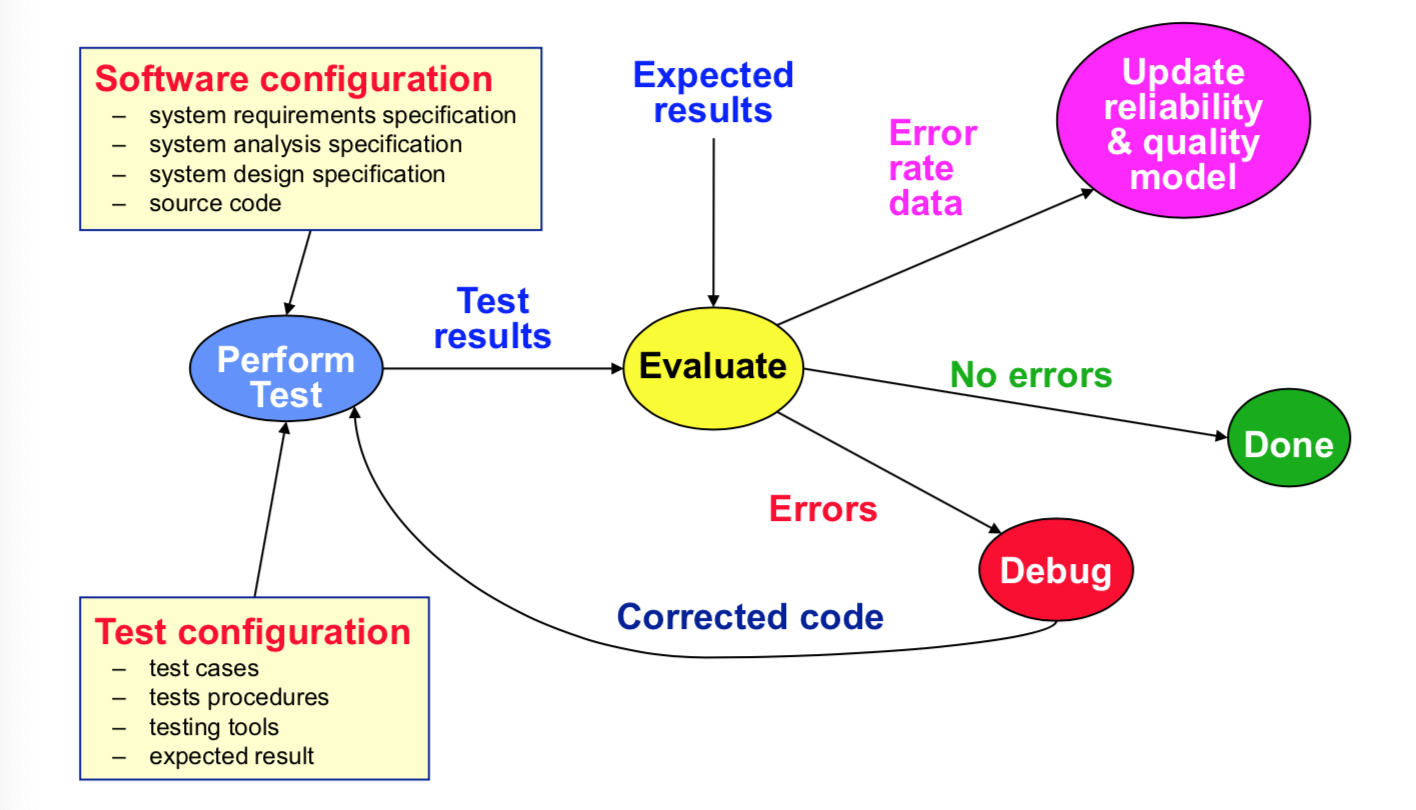 Software configuration
– system requirements specification
– system analysis specification
– system design specification
– source code
Expected
results
Error
rate
data
Update
reliability
& quality
model
Test
results
Perform
Test
Evaluate
No errors
Done
Errors
Debug
Corrected code
Test configuration
– test cases
– tests procedures
– testing tools
– expected result